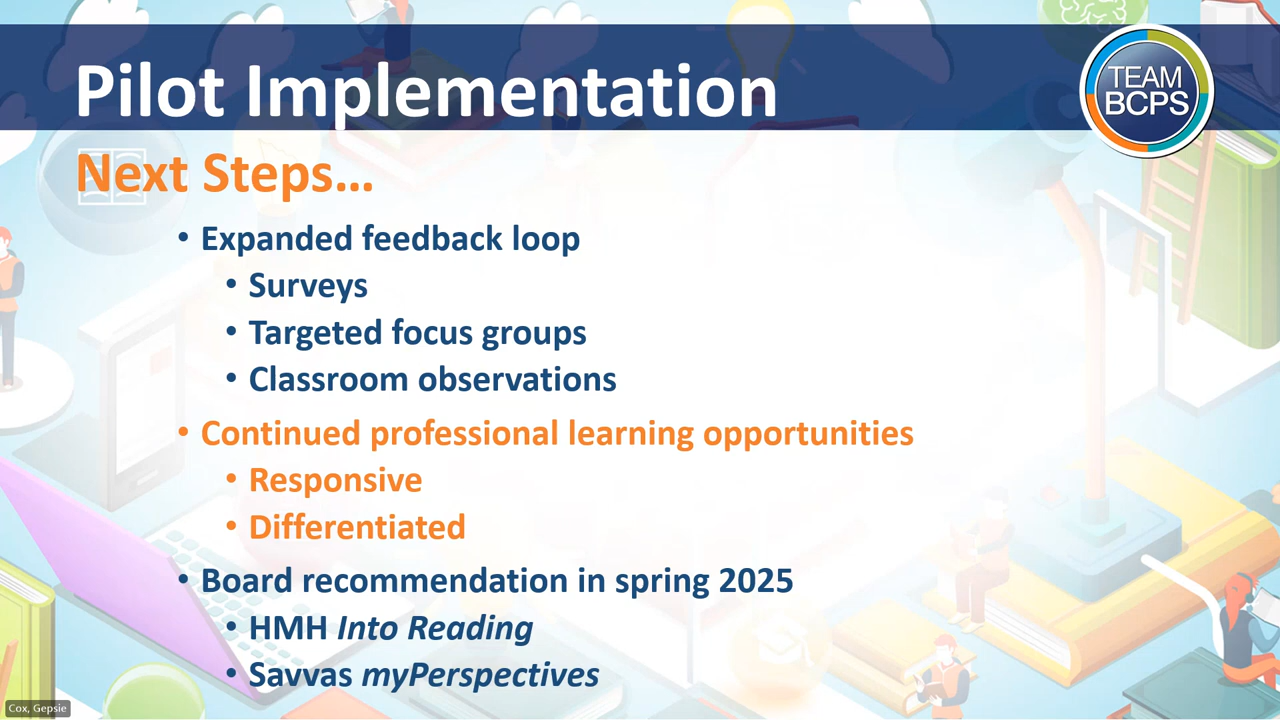 Pilot Implementation
TEAM
BCPS
Next Steps...
• Expanded feedback loop
• Surveys
• Targeted focus groups
• Classroom observations
• Continued professional learning opportunities
• Responsive
• Differentiated
• Board recommendation in spring 2025
• HMH Into Reading
• Savvas myPerspectives
Cox, Gepsie